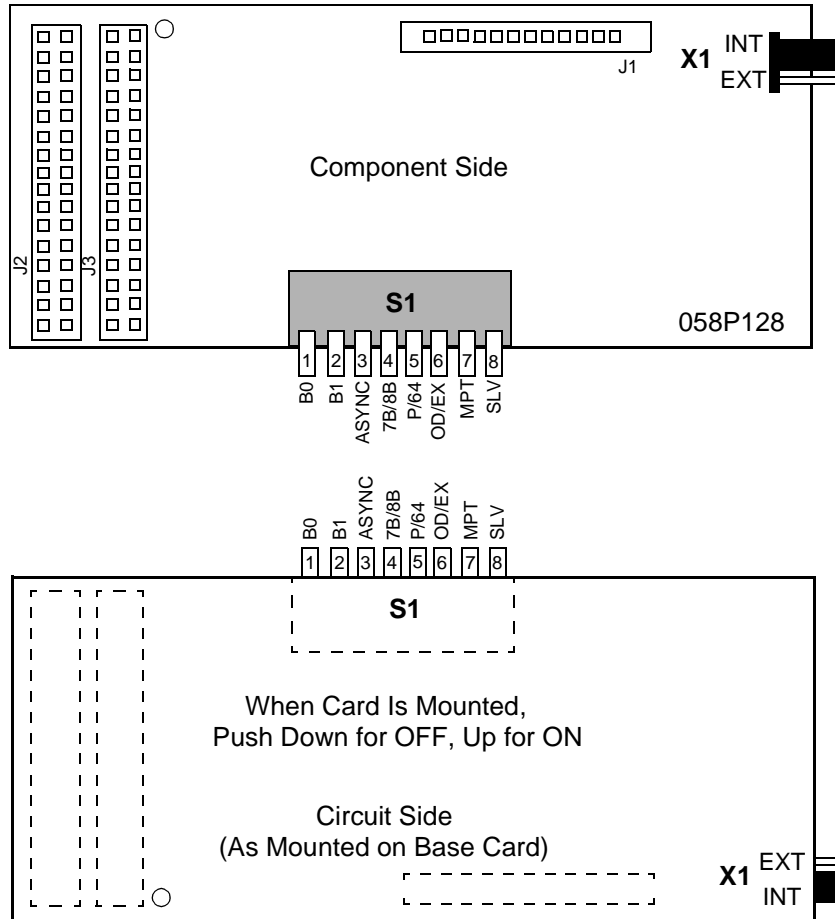 INT
X1
EXT
J1
Component Side
J2
J3
S1
058P128
1 2 3 4 5 6 7 8
B0 B1 ASYNC 7B/8B P/64 OD/EX MPT SLV
B0 B1 ASYNC 7B/8B P/64 OD/EX MPT SLV
1 2 3 4 5 6 7 8
S1
When Card Is Mounted,
Push Down for OFF, Up for ON
Circuit Side
(As Mounted on Base Card)
X1
EXT
INT